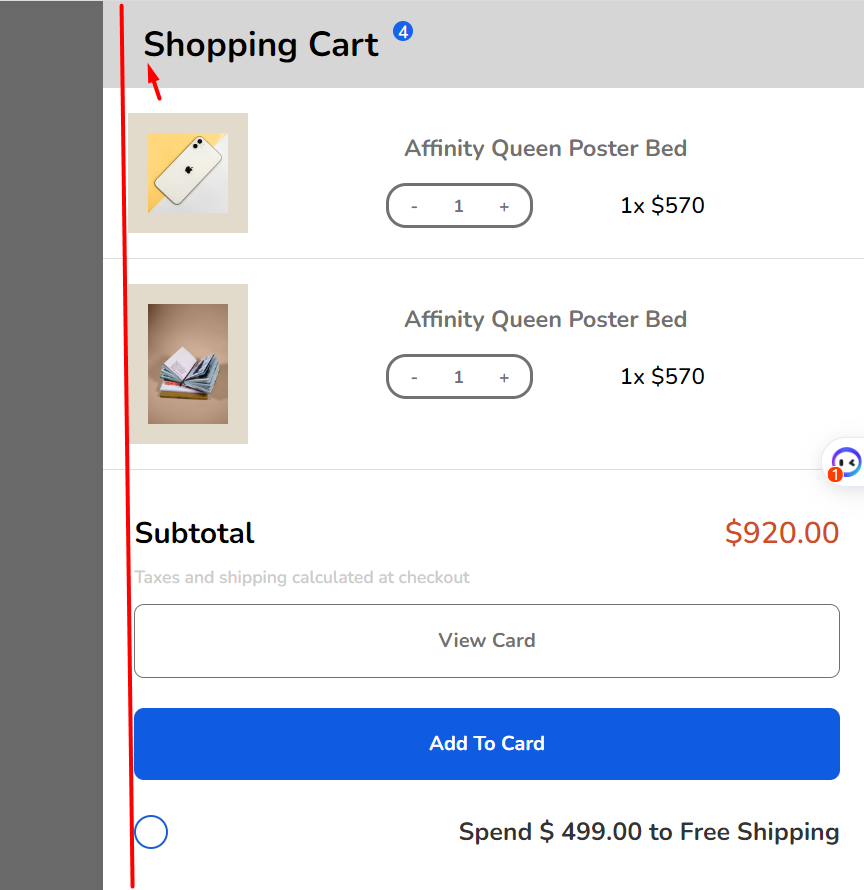 Shopping Cart 4
Affinity Queen Poster Bed
- 1 + 1x $570
Affinity Queen Poster Bed
- 1 + 1x $570
1
Subtotal $920.00
Taxes and shipping calculated at checkout
View Card
Add To Card
Spend $ 499.00 to Free Shipping